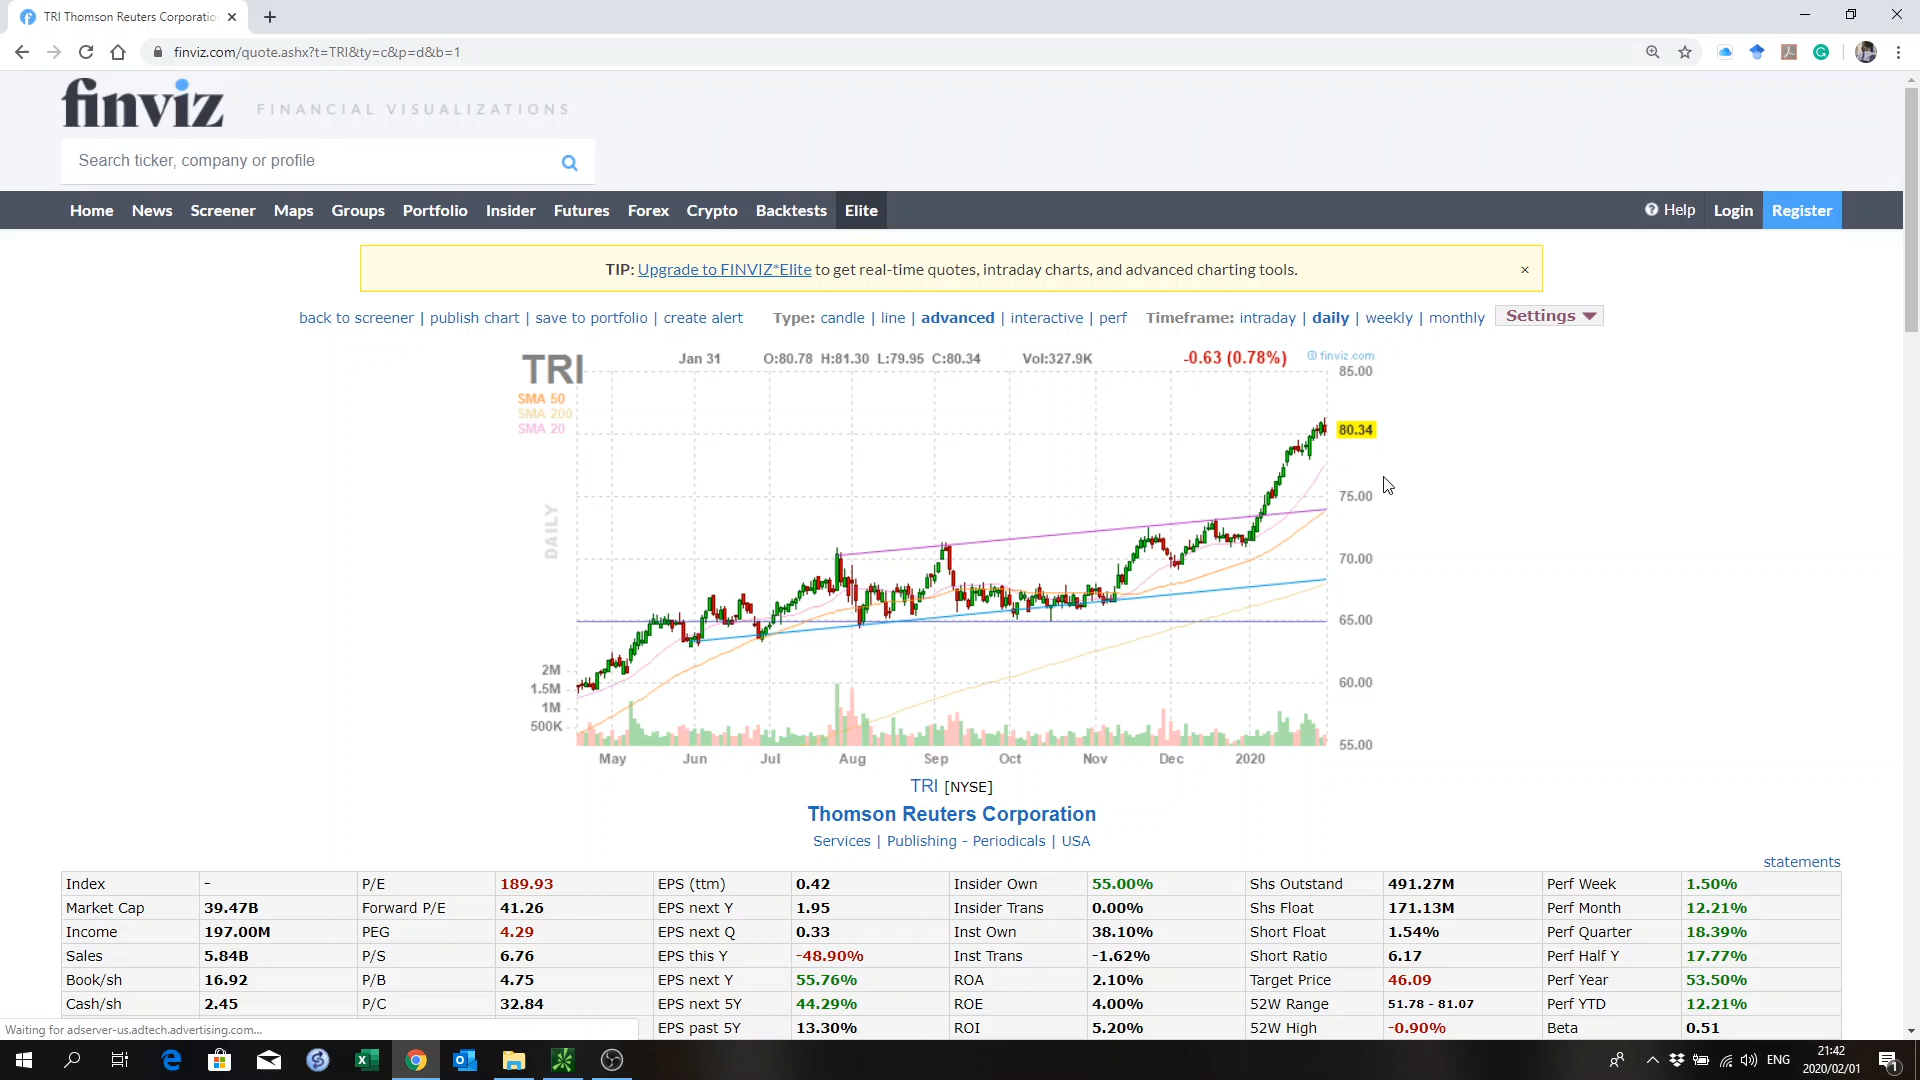 TRI Thomson Reuters Corporatio
finviz.com/quote.ashx?t=TRI&ty=c&p=d&b=1
finviz FINANCIAL VISUALIZATIONS
Search ticker, company or profile
Home News Screener Maps Groups Portfolio Insider Futures Forex Crypto Backtests Elite Help Login Register
TIP: Upgrade to FINVIZ*Elite to get real-time quotes, intraday charts, and advanced charting tools. ×
back to screener | publish chart | save to portfolio | create alert Type: candle | line | advanced | interactive | perf Timeframe: intraday | daily | weekly | monthly Settings
TRI Jan 31 O:80.78 H:81.30 L:79.95 C:80.34 Vol:327.9K -0.63 (0.78%) © finviz.com
85.00
SMA 50
SMA 200
SMA 20
80.34
75.00
DAILY
70.00
65.00
2M
60.00
1.5M
1M
500K
55.00
May Jun Jul Aug Sep Oct Nov Dec 2020
TRI [NYSE]
Thomson Reuters Corporation
Services | Publishing - Periodicals | USA
statements
Index - P/E 189.93 EPS (ttm) 0.42 Insider Own 55.00% Shs Outstand 491.27M Perf Week 1.50%
Market Cap 39.47B Forward P/E 41.26 EPS next Y 1.95 Insider Trans 0.00% Shs Float 171.13M Perf Month 12.21%
Income 197.00M PEG 4.29 EPS next Q 0.33 Inst Own 38.10% Short Float 1.54% Perf Quarter 18.39%
Sales 5.84B P/S 6.76 EPS this Y -48.90% Inst Trans -1.62% Short Ratio 6.17 Perf Half Y 17.77%
Book/sh 16.92 P/B 4.75 EPS next Y 55.76% ROA 2.10% Target Price 46.09 Perf Year 53.50%
Cash/sh 2.45 P/C 32.84 EPS next 5Y 44.29% ROE 4.00% 52W Range 51.78 - 81.07 Perf YTD 12.21%
EPS past 5Y 13.30% ROI 5.20% 52W High -0.90% Beta 0.51
Waiting for adserver-us.adtech.advertising.com...
ENG 21:42
2020/02/01
1